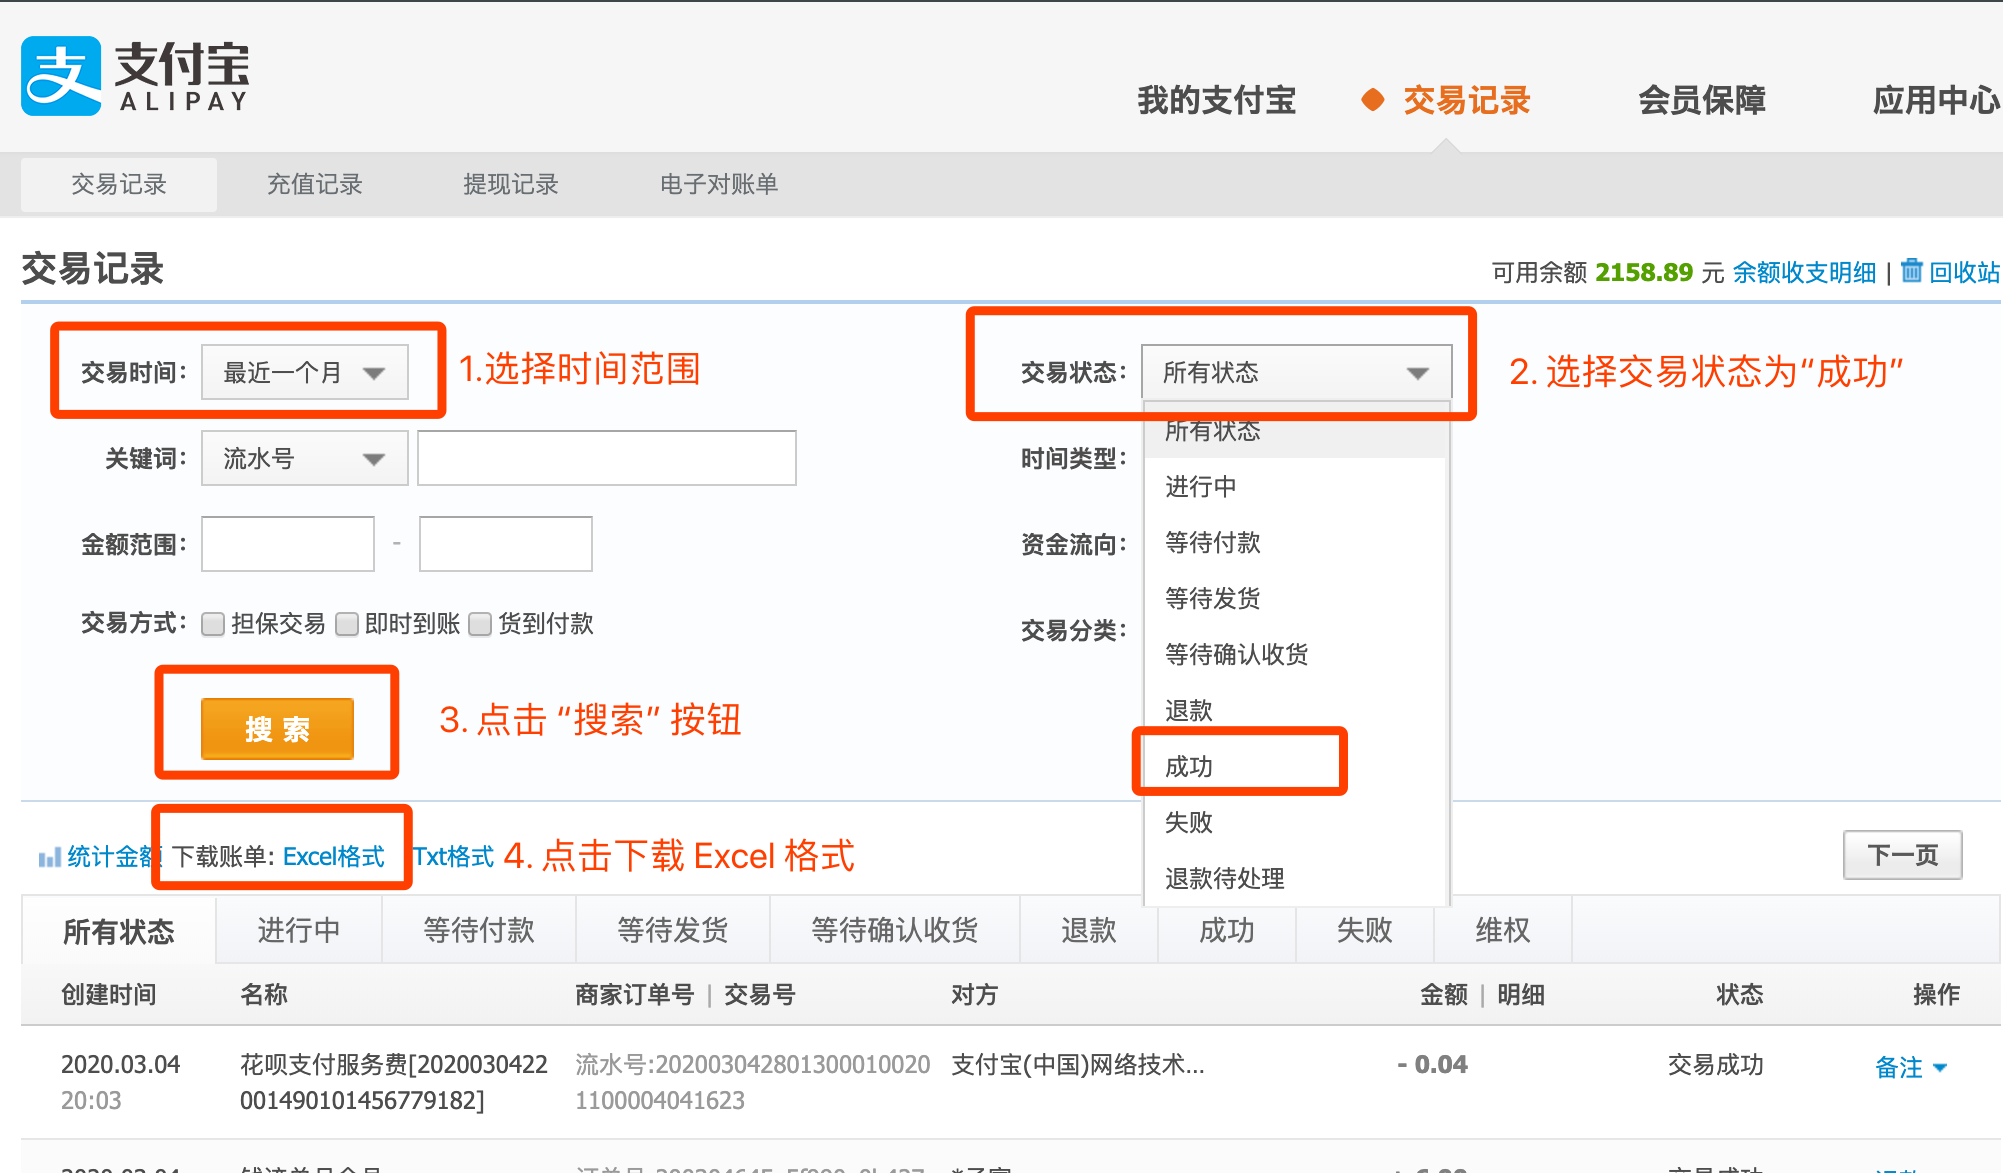 支 支付宝
ALIPAY
我的支付宝 交易记录 会员保障 应用中心
交易记录 充值记录 提现记录 电子对账单
交易记录
可用余额 2158.89 元 余额收支明细 | 回收站
交易时间: 最近一个月 1.选择时间范围
交易状态: 所有状态 2. 选择交易状态为“成功”
关键词: 流水号
时间类型:
金额范围: -
资金流向:
交易方式: 担保交易 即时到账 货到付款
交易分类:
所有状态
进行中
等待付款
等待发货
等待确认收货
退款
成功
失败
退款待处理
搜 索 3. 点击 “搜索” 按钮
统计金额 下载账单: Excel格式 Txt格式 4. 点击下载 Excel 格式
下一页
所有状态 进行中 等待付款 等待发货 等待确认收货 退款 成功 失败 维权
创建时间 名称 商家订单号 | 交易号 对方 金额 | 明细 状态 操作
2020.03.04 花呗支付服务费[2020030422 流水号:202003042801300010020 支付宝(中国)网络技术... - 0.04 交易成功 备注
20:03 001490101456779182] 1100004041623